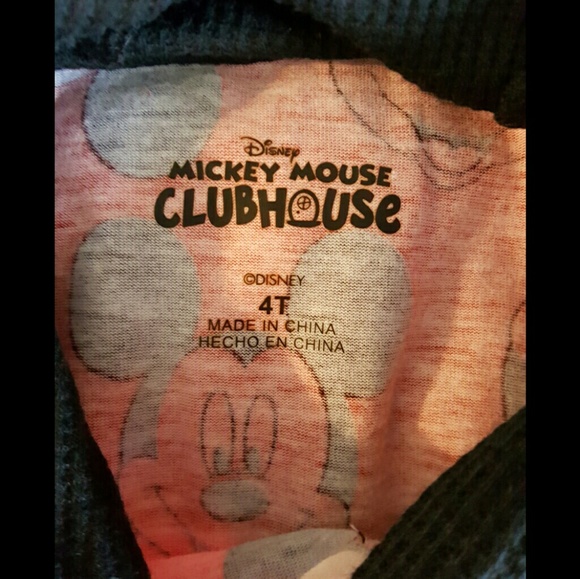 Disney
MICKEY MOUSE
CLUBHOUSE
©DISNEY
4T
MADE IN CHINA
HECHO EN CHINA